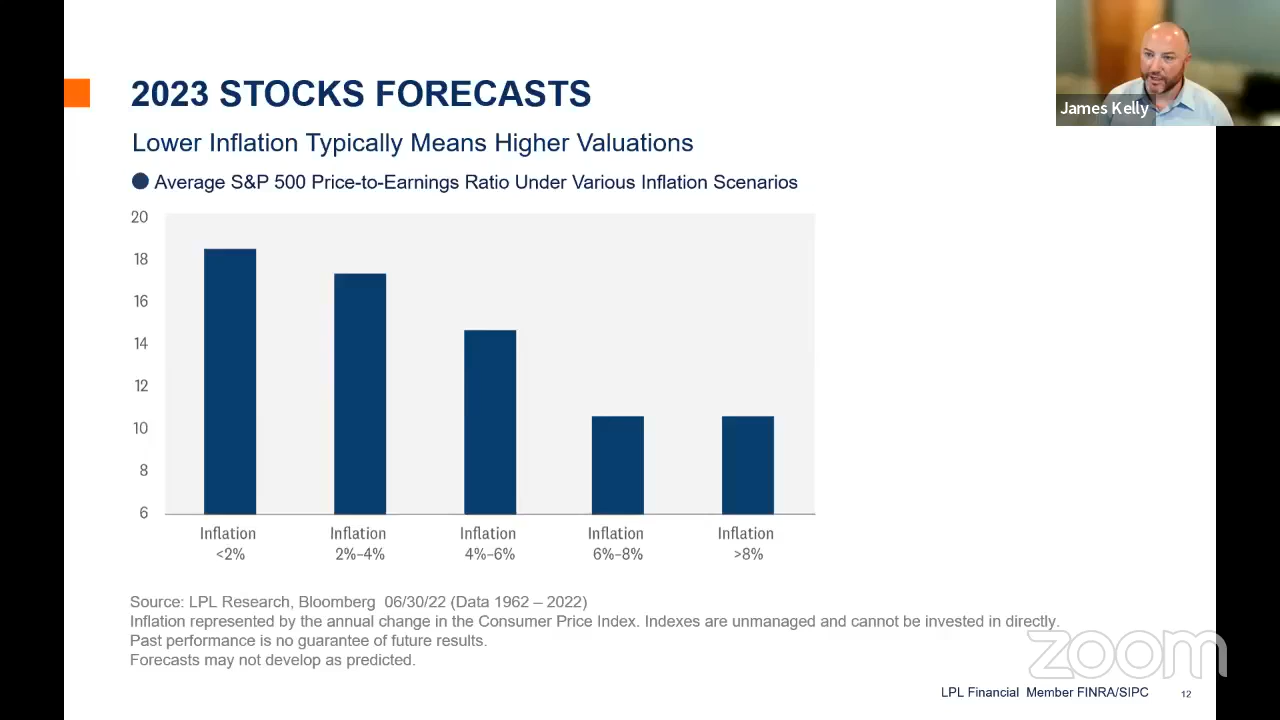 2023 STOCKS FORECASTS
James Kelly
Lower Inflation Typically Means Higher Valuations
Average S&P 500 Price-to-Earnings Ratio Under Various Inflation Scenarios
20
18
16
14
12
10
8
6
Inflation <2%
Inflation 2%–4%
Inflation 4%–6%
Inflation 6%–8%
Inflation >8%
Source: LPL Research, Bloomberg 06/30/22 (Data 1962 – 2022)
Inflation represented by the annual change in the Consumer Price Index. Indexes are unmanaged and cannot be invested in directly.
Past performance is no guarantee of future results.
Forecasts may not develop as predicted.
zoom
LPL Financial Member FINRA/SIPC 12